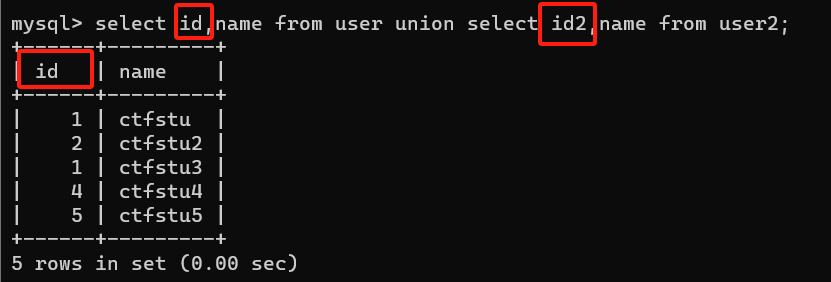 mysql> select id,name from user union select id2,name from user2;
+------+---------+
| id   | name    |
+------+---------+
|    1 | ctfstu  |
|    2 | ctfstu2 |
|    1 | ctfstu3 |
|    4 | ctfstu4 |
|    5 | ctfstu5 |
+------+---------+
5 rows in set (0.00 sec)